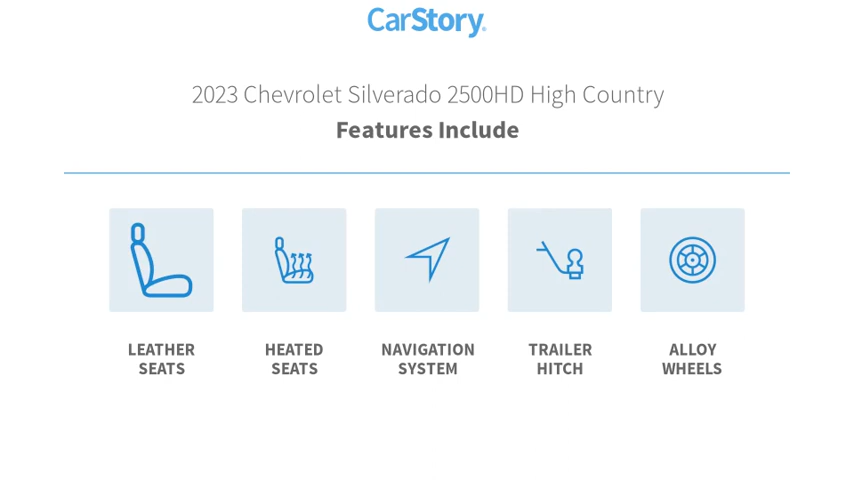 CarStory®
2023 Chevrolet Silverado 2500HD High Country
Features Include
LEATHER
SEATS
HEATED
SEATS
NAVIGATION
SYSTEM
TRAILER
HITCH
ALLOY
WHEELS